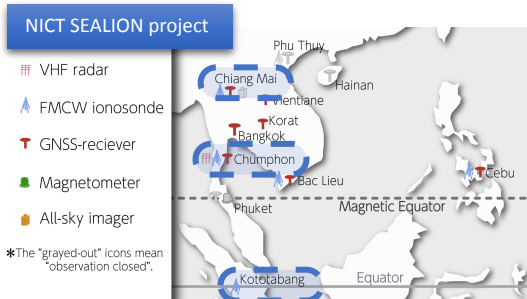 NICT SEALION project
VHF radar
FMCW ionosonde
GNSS-reciever
Magnetometer
All-sky imager
*The "grayed-out" icons mean
"observation closed".
Phu Thuy
Hainan
Chiang Mai
Vientiane
Korat
Bangkok
Chumphon
Bac Lieu
Cebu
Phuket
Magnetic Equator
Equator
Kototabang